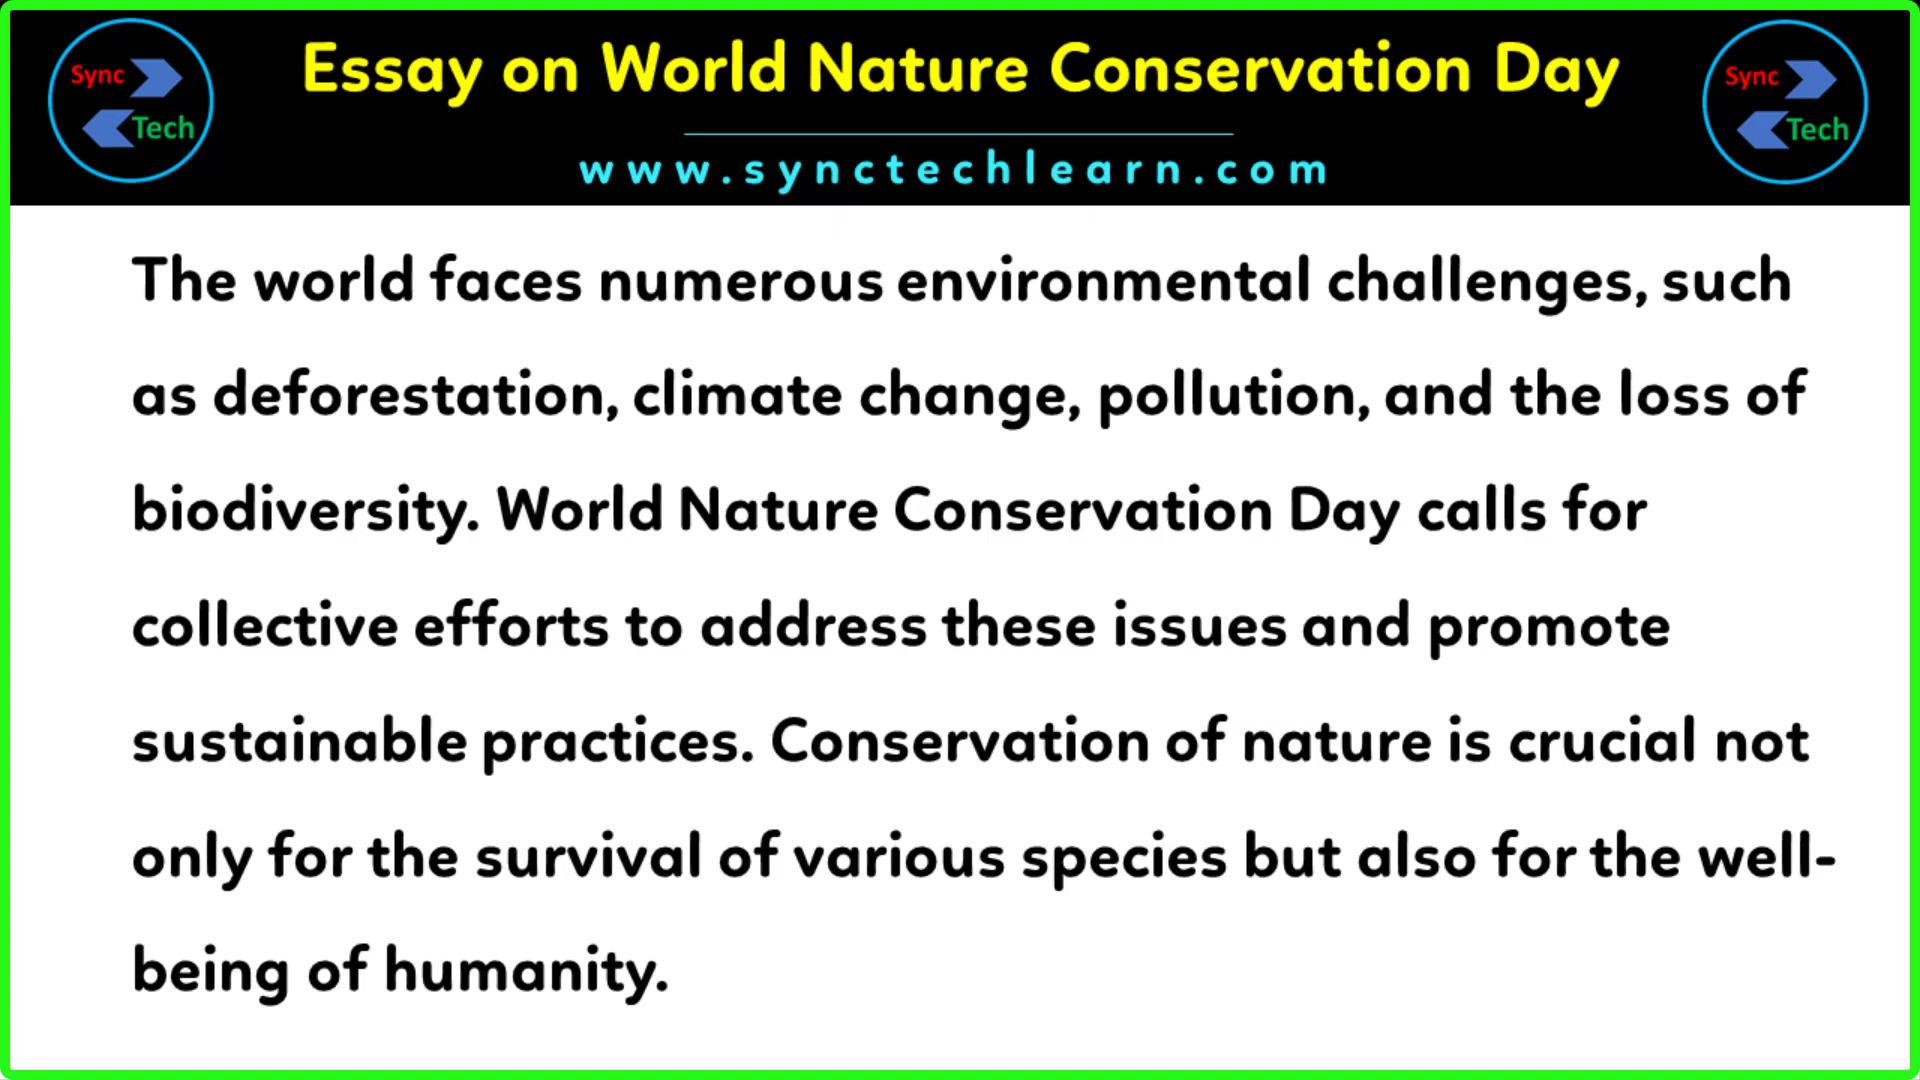 Sync
Tech
Essay on World Nature Conservation Day
www.synctechlearn.com
Sync
Tech
The world faces numerous environmental challenges, such
as deforestation, climate change, pollution, and the loss of
biodiversity. World Nature Conservation Day calls for
collective efforts to address these issues and promote
sustainable practices. Conservation of nature is crucial not
only for the survival of various species but also for the well-
being of humanity.